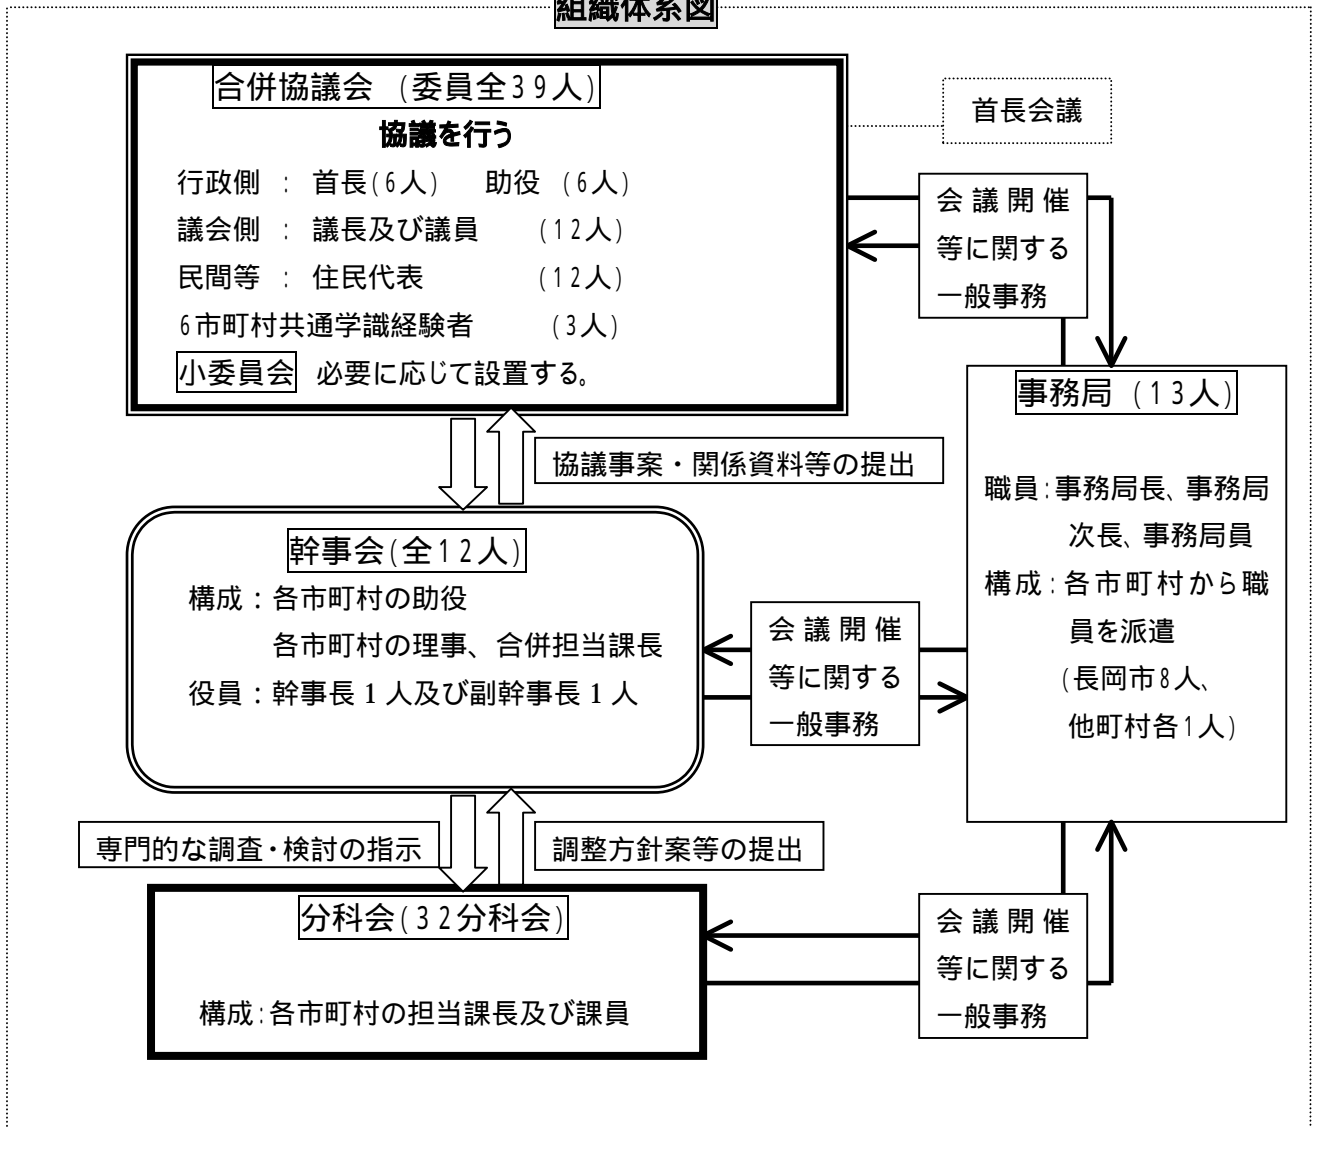 組織体系図
合併協議会 (委員全39人)
協議を行う
行政側 : 首長(6人) 助役 (6人)
議会側 : 議長及び議員 (12人)
民間等 : 住民代表 (12人)
6市町村共通学識経験者 (3人)
小委員会 必要に応じて設置する。
首長会議
会議開催
等に関する
一般事務
協議事案・関係資料等の提出
事務局 (13人)
職員:事務局長、事務局
次長、事務局員
構成:各市町村から職
員を派遣
(長岡市8人、
他町村各1人)
幹事会(全12人)
構成:各市町村の助役
各市町村の理事、合併担当課長
役員:幹事長1人及び副幹事長1人
会議開催
等に関する
一般事務
専門的な調査・検討の指示
調整方針案等の提出
分科会(32分科会)
構成:各市町村の担当課長及び課員
会議開催
等に関する
一般事務